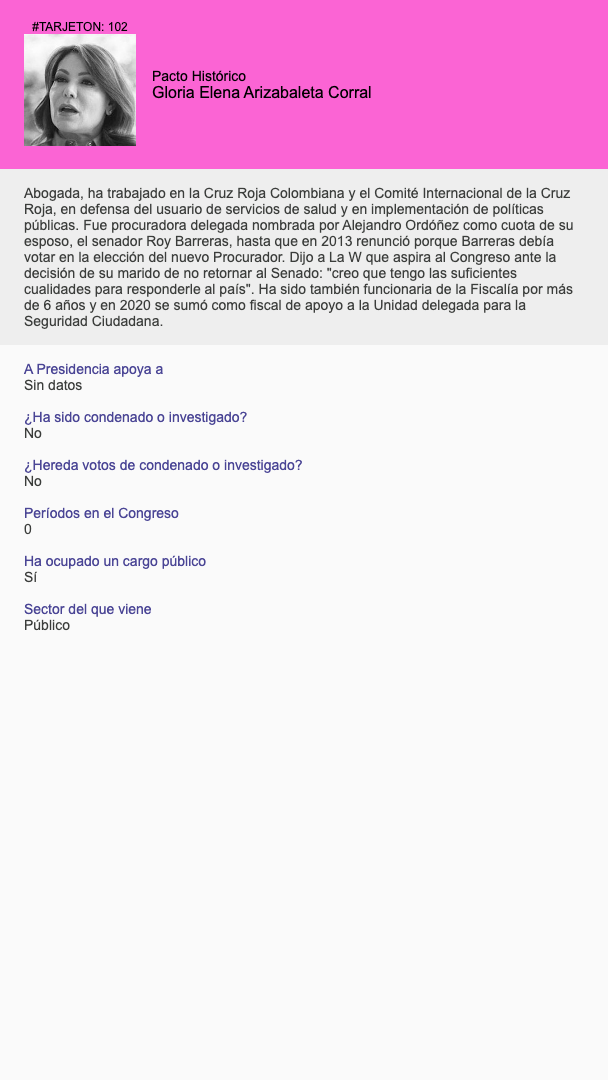 #TARJETON: 102
Pacto Histórico
Gloria Elena Arizabaleta Corral
Abogada, ha trabajado en la Cruz Roja Colombiana y el Comité Internacional de la Cruz
Roja, en defensa del usuario de servicios de salud y en implementación de políticas
públicas. Fue procuradora delegada nombrada por Alejandro Ordóñez como cuota de su
esposo, el senador Roy Barreras, hasta que en 2013 renunció porque Barreras debía
votar en la elección del nuevo Procurador. Dijo a La W que aspira al Congreso ante la
decisión de su marido de no retornar al Senado: "creo que tengo las suficientes
cualidades para responderle al país". Ha sido también funcionaria de la Fiscalía por más
de 6 años y en 2020 se sumó como fiscal de apoyo a la Unidad delegada para la
Seguridad Ciudadana.
A Presidencia apoya a
Sin datos
¿Ha sido condenado o investigado?
No
¿Hereda votos de condenado o investigado?
No
Períodos en el Congreso
0
Ha ocupado un cargo público
Sí
Sector del que viene
Público